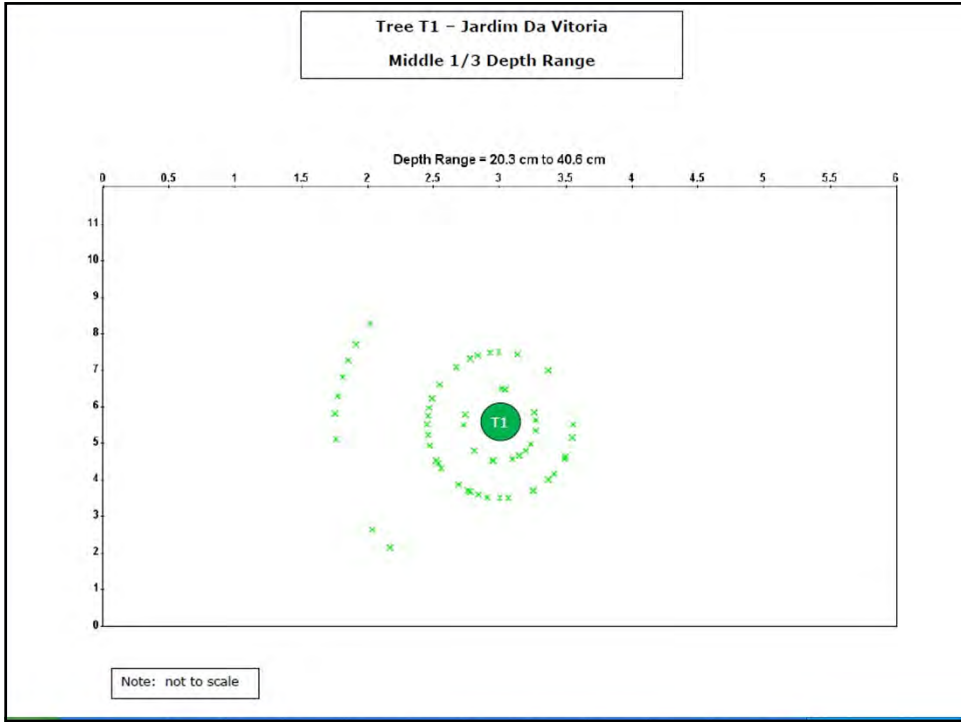 Tree T1 – Jardim Da Vitoria
Middle 1/3 Depth Range
Depth Range = 20.3 cm to 40.6 cm
0 0.5 1 1.5 2 2.5 3 3.5 4 4.5 5 5.5 6
11
10
9
8
7
6
T1
5
4
3
2
1
0
Note: not to scale